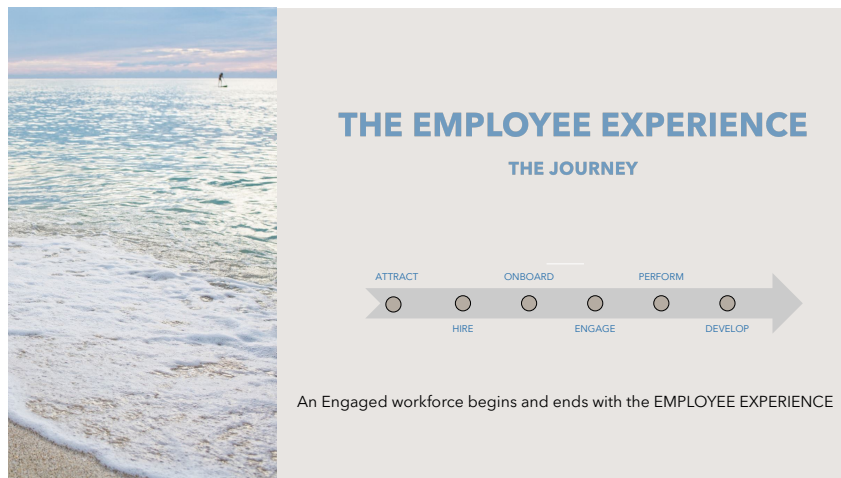 THE EMPLOYEE EXPERIENCE
THE JOURNEY
ATTRACT
HIRE
ONBOARD
ENGAGE
PERFORM
DEVELOP
An Engaged workforce begins and ends with the EMPLOYEE EXPERIENCE